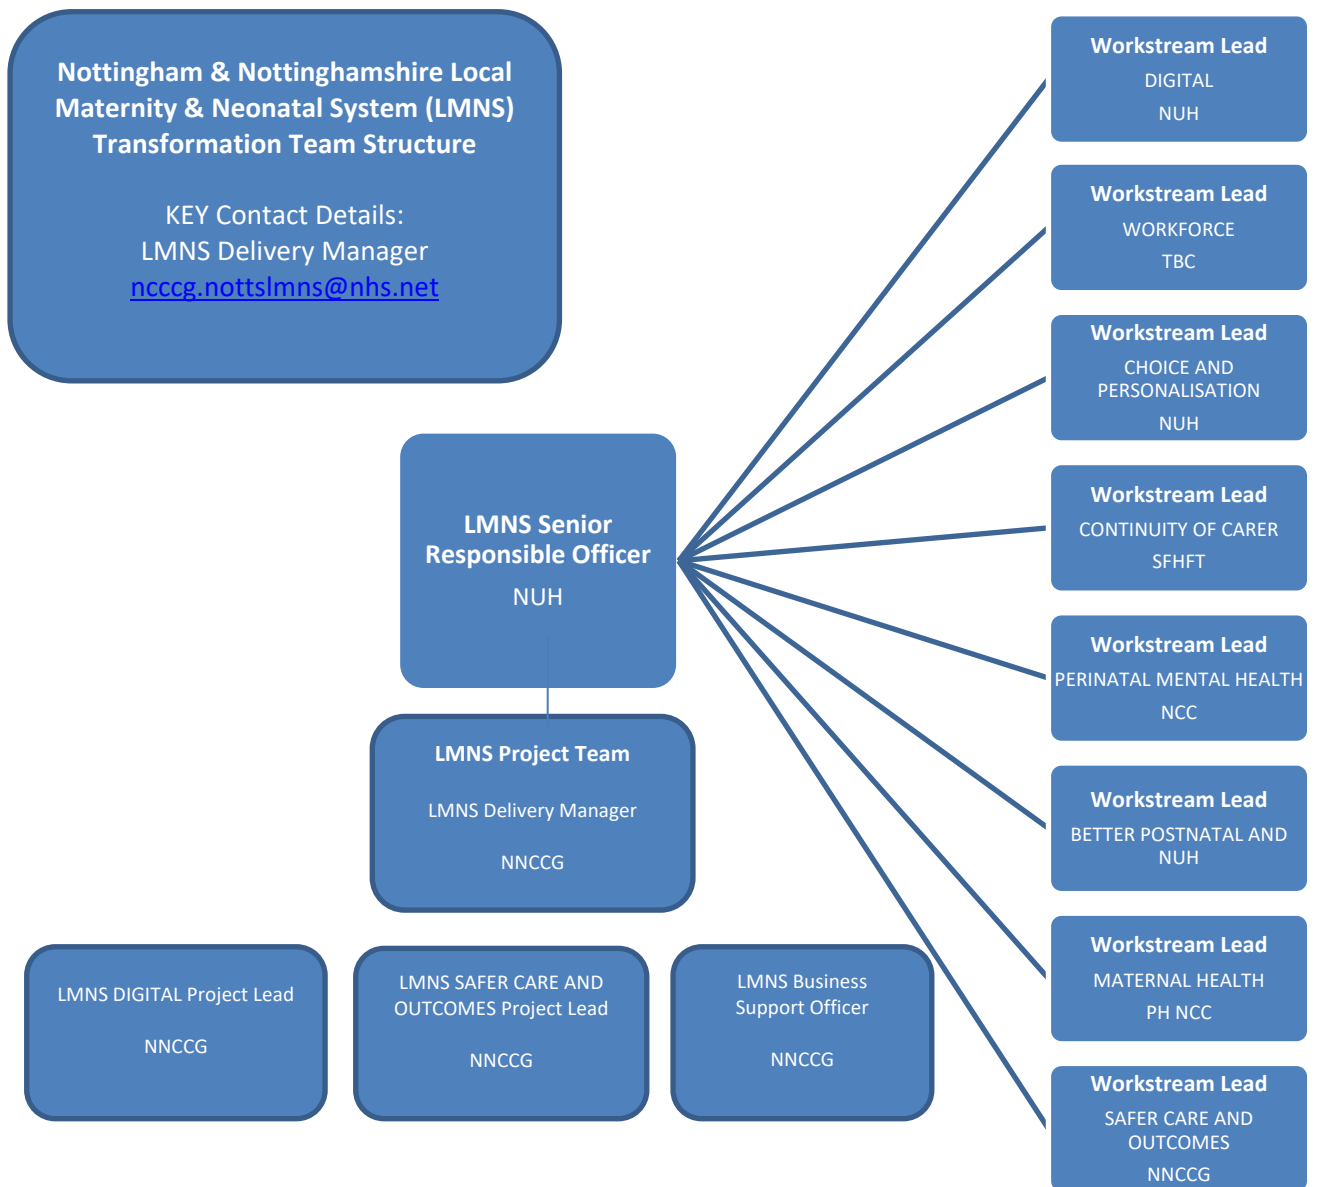 Nottingham & Nottinghamshire Local
Maternity & Neonatal System (LMNS)
Transformation Team Structure
KEY Contact Details:
LMNS Delivery Manager
ncccg.nottslmns@nhs.net
Workstream Lead
DIGITAL
NUH
Workstream Lead
WORKFORCE
TBC
Workstream Lead
CHOICE AND
PERSONALISATION
NUH
Workstream Lead
CONTINUITY OF CARER
SFHFT
Workstream Lead
PERINATAL MENTAL HEALTH
NCC
Workstream Lead
BETTER POSTNATAL AND
NUH
Workstream Lead
MATERNAL HEALTH
PH NCC
Workstream Lead
SAFER CARE AND
OUTCOMES
NNCCG
LMNS Senior
Responsible Officer
NUH
LMNS Project Team
LMNS Delivery Manager
NNCCG
LMNS DIGITAL Project Lead
NNCCG
LMNS SAFER CARE AND
OUTCOMES Project Lead
NNCCG
LMNS Business
Support Officer
NNCCG